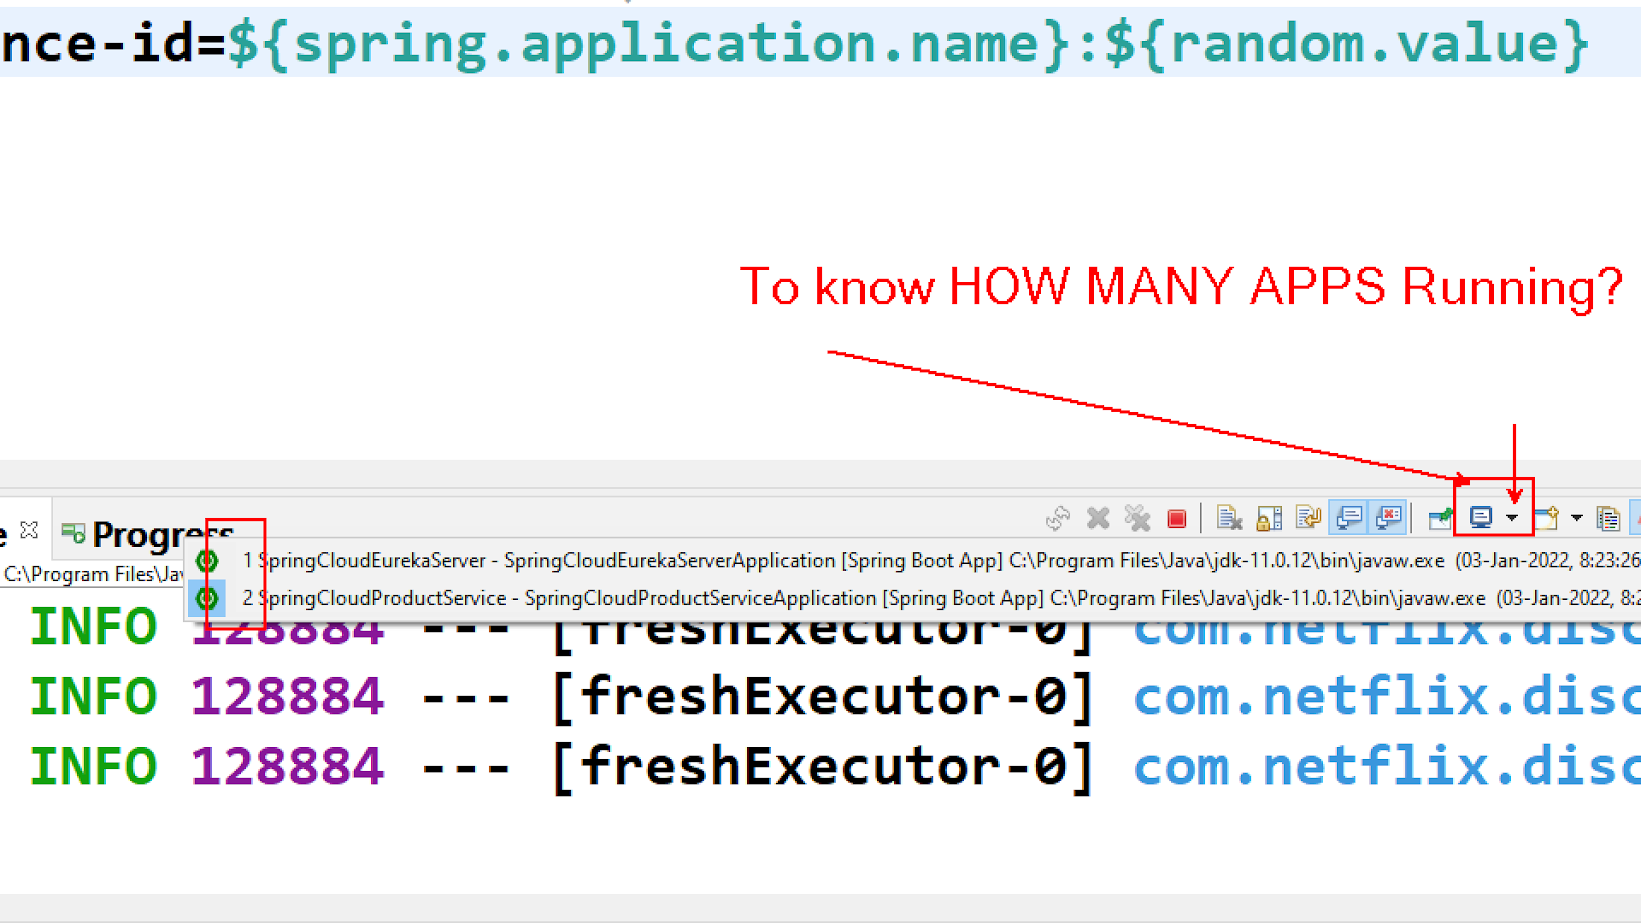 nce-id=${spring.application.name}:${random.value}
To know HOW MANY APPS Running?
e Progress
C:\Program Files\Jav
1 SpringCloudEurekaServer - SpringCloudEurekaServerApplication [Spring Boot App] C:\Program Files\Java\jdk-11.0.12\bin\javaw.exe (03-Jan-2022, 8:23:26
2 SpringCloudProductService - SpringCloudProductServiceApplication [Spring Boot App] C:\Program Files\Java\jdk-11.0.12\bin\javaw.exe (03-Jan-2022, 8:2
INFO 128884 --- [freshExecutor-0] com.netflix.disc
INFO 128884 --- [freshExecutor-0] com.netflix.disc
INFO 128884 --- [freshExecutor-0] com.netflix.disc